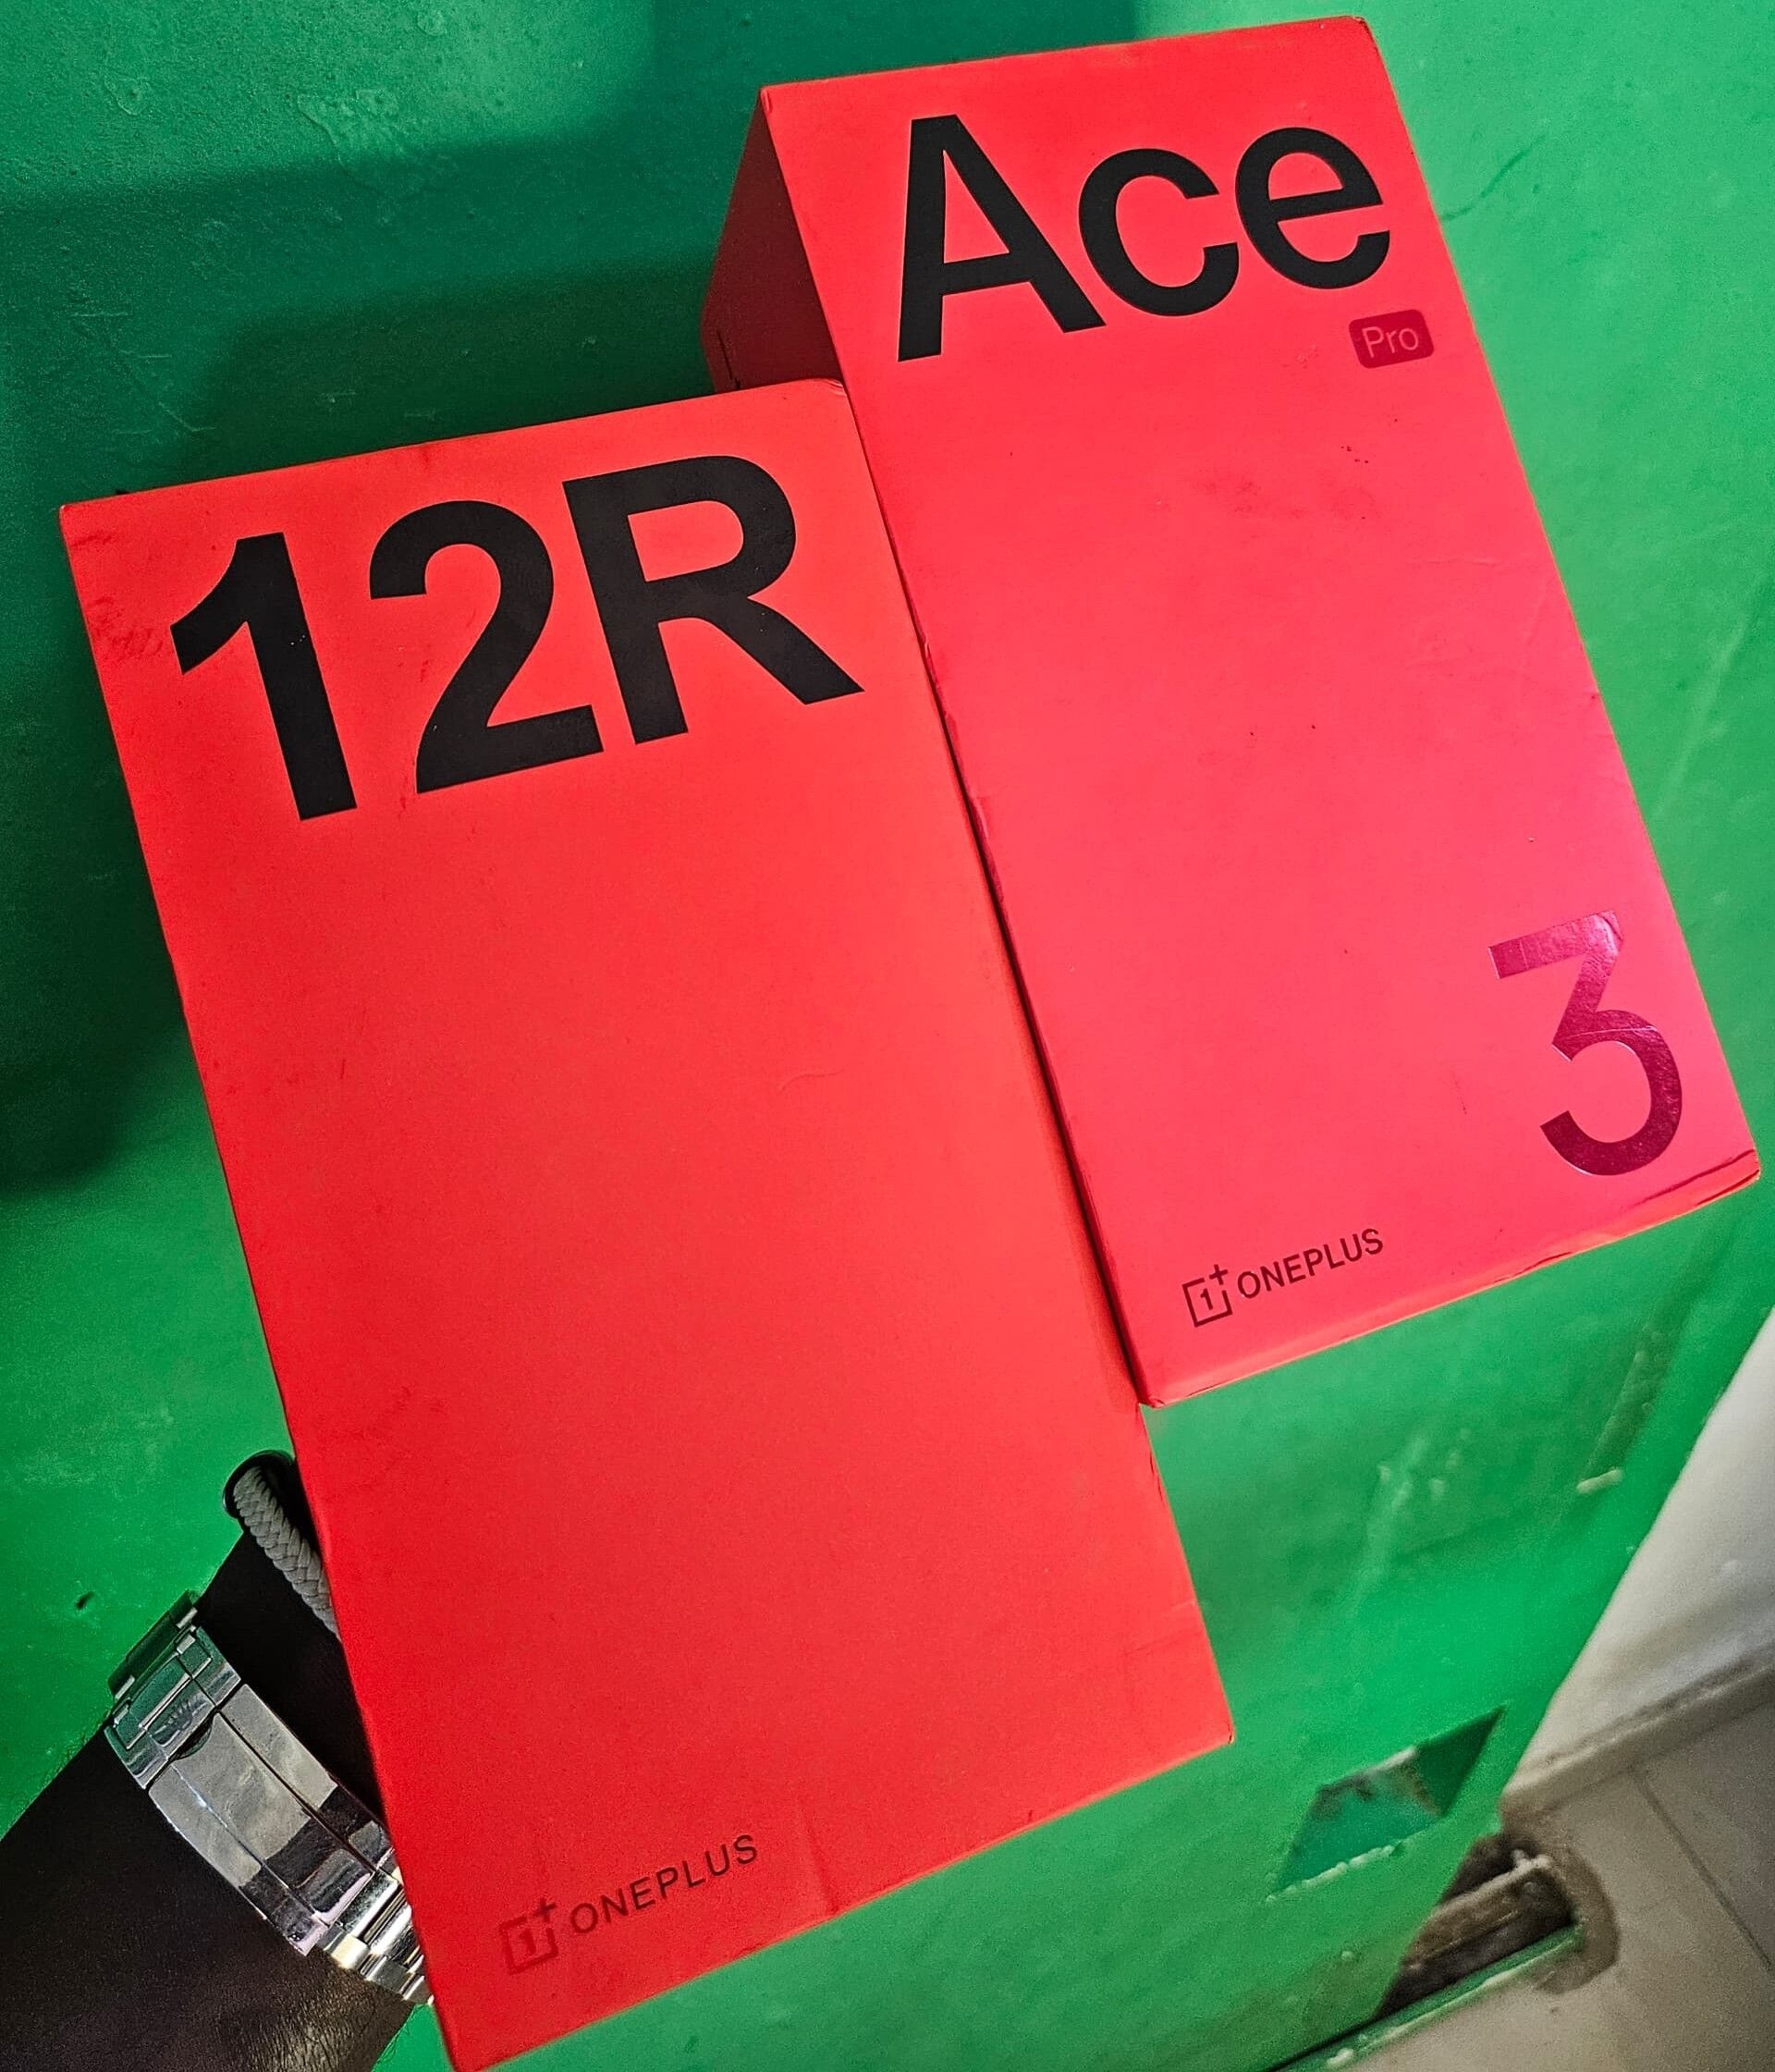 Ace
Pro
3
1+ ONEPLUS
12R
1+ ONEPLUS